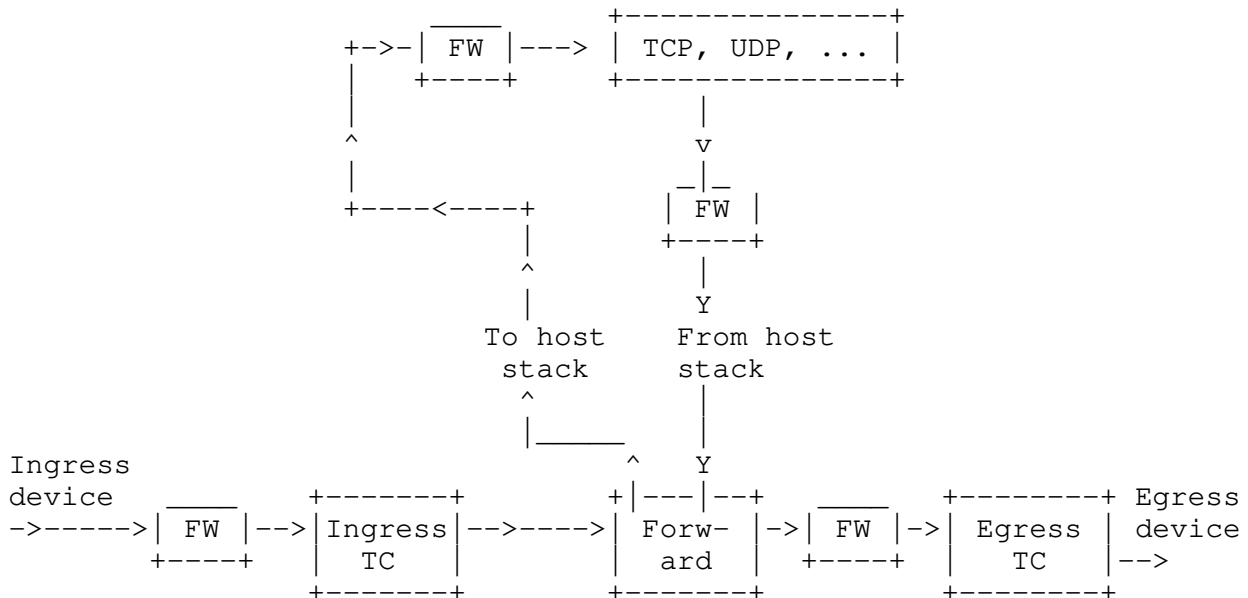 FW TCP, UDP, ...
FW
To host From host
stack stack
Ingress
device Egress
FW Ingress Forw- FW Egress device
TC ard TC